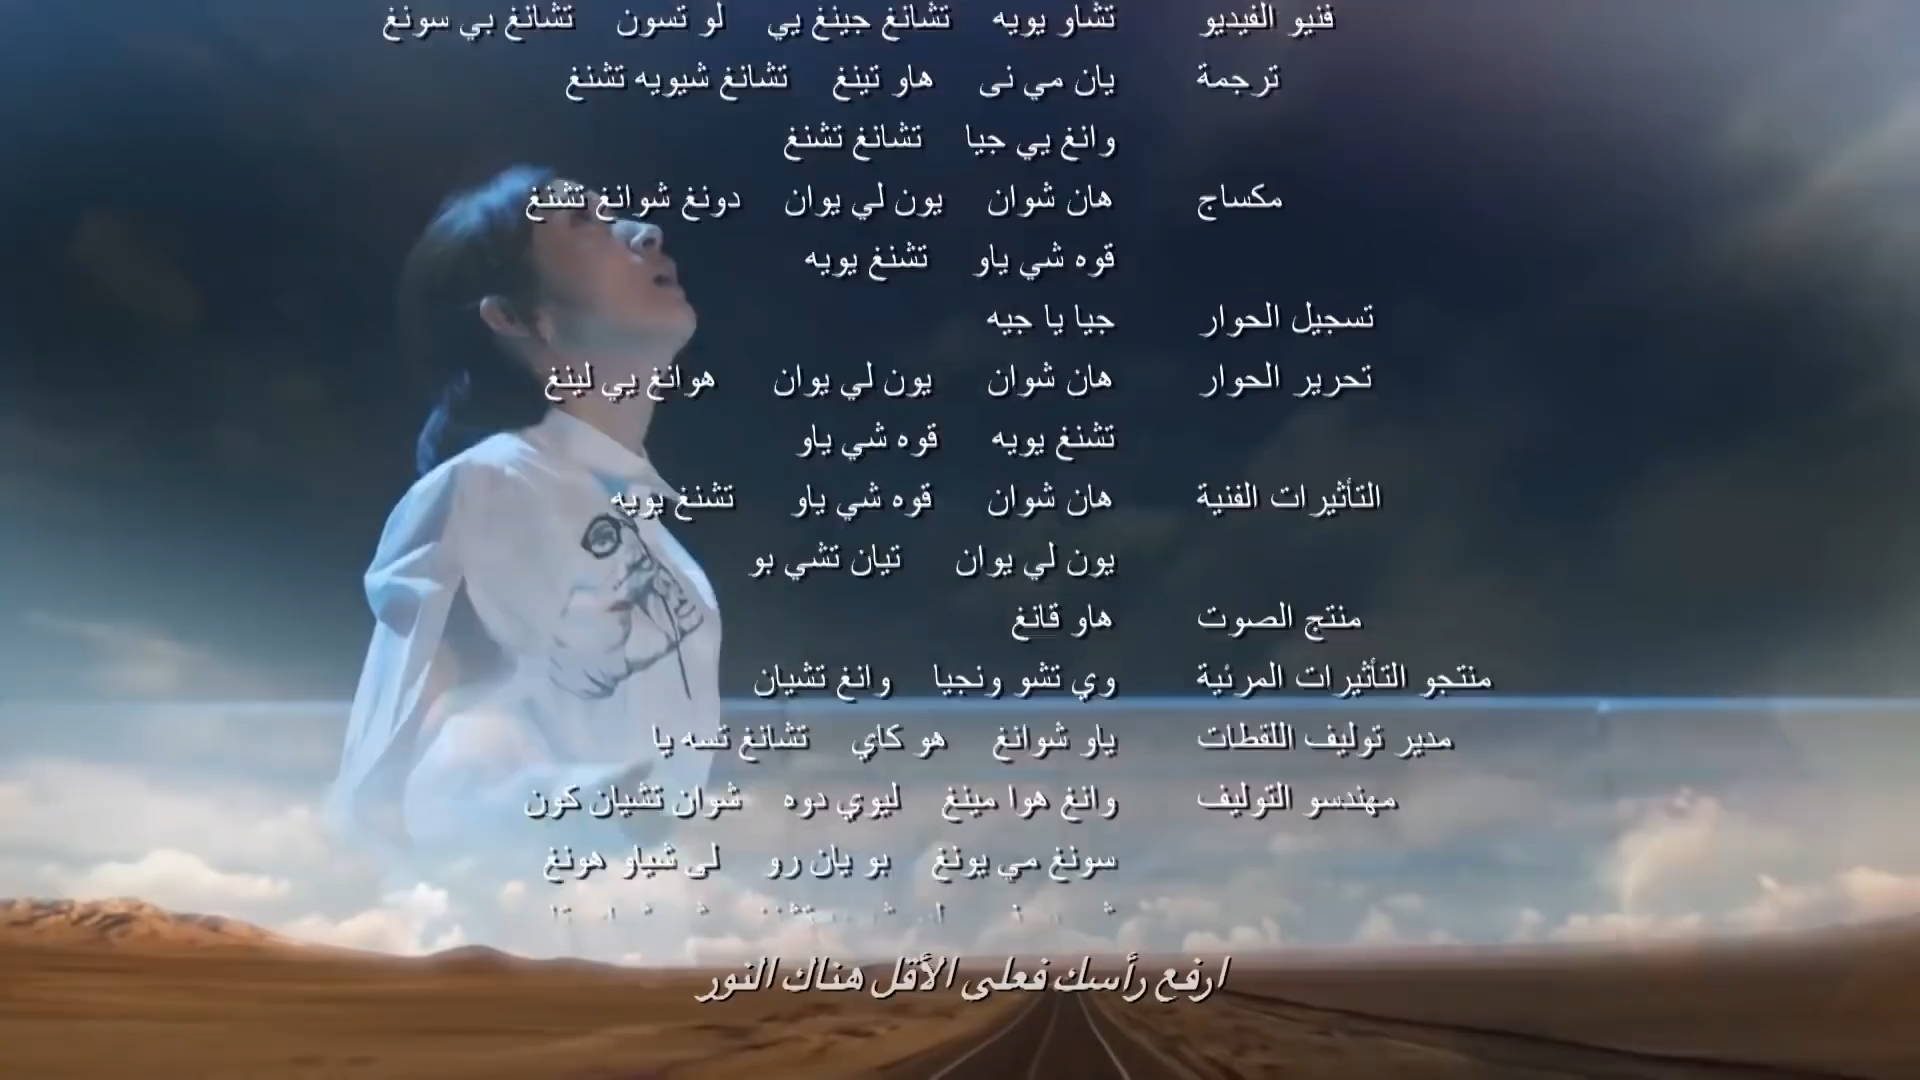 فنيو الفيديو تشاو يويه تشانغ جينغ يي لو تسون تشانغ بي سونغ
ترجمة يان مي نى هاو تينغ تشانغ شيويه تشنغ
وانغ يي جيا تشانغ تشنغ
مكساج هان شوان يون لي يوان دونغ شوانغ تشنغ
قوه شي ياو تشنغ يويه
تسجيل الحوار جيا يا جيه
تحرير الحوار هان شوان يون لي يوان هوانغ يي لينغ
تشنغ يويه قوه شي ياو
التأثيرات الفنية هان شوان قوه شي ياو تشنغ يويه
يون لي يوان تيان تشي بو
منتج الصوت هاو قانغ
منتجو التأثيرات المرئية وي تشو ونجيا وانغ تشيان
مدير توليف اللقطات ياو شوانغ هو كاي تشانغ تسه يا
مهندسو التوليف وانغ هوا مينغ ليوي دوه شوان تشيان كون
سونغ مي يونغ بو يان رو لى شياو هونغ
ارفع رأسك فعلى الأقل هناك النور